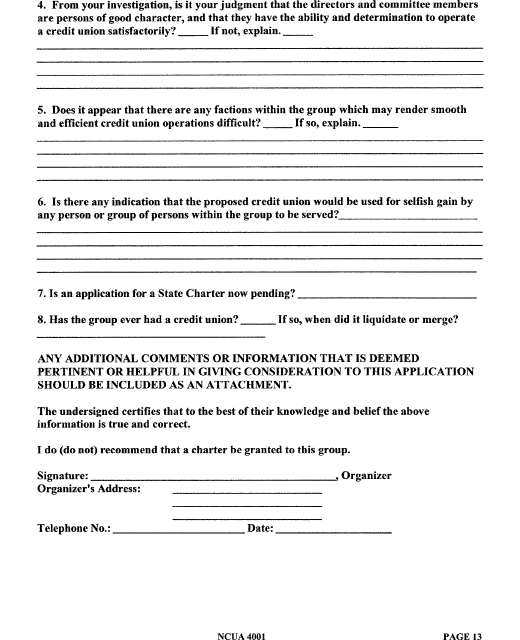 4. From your investigation, is it your judgment that the directors and committee members
are persons of good character, and that they have the ability and determination to operate
a credit union satisfactorily? _____ If not, explain. _____
5. Does it appear that there are any factions within the group which may render smooth
and efficient credit union operations difficult? _____ If so, explain. ______
6. Is there any indication that the proposed credit union would be used for selfish gain by
any person or group of persons within the group to be served?________________________
7. Is an application for a State Charter now pending? ______________________________
8. Has the group ever had a credit union? ______ If so, when did it liquidate or merge?
ANY ADDITIONAL COMMENTS OR INFORMATION THAT IS DEEMED
PERTINENT OR HELPFUL IN GIVING CONSIDERATION TO THIS APPLICATION
SHOULD BE INCLUDED AS AN ATTACHMENT.
The undersigned certifies that to the best of their knowledge and belief the above
information is true and correct.
I do (do not) recommend that a charter be granted to this group.
Signature: __________________________________________, Organizer
Organizer's Address: __________________________
Telephone No.: _______________________ Date: ____________________
NCUA 4001 PAGE 13